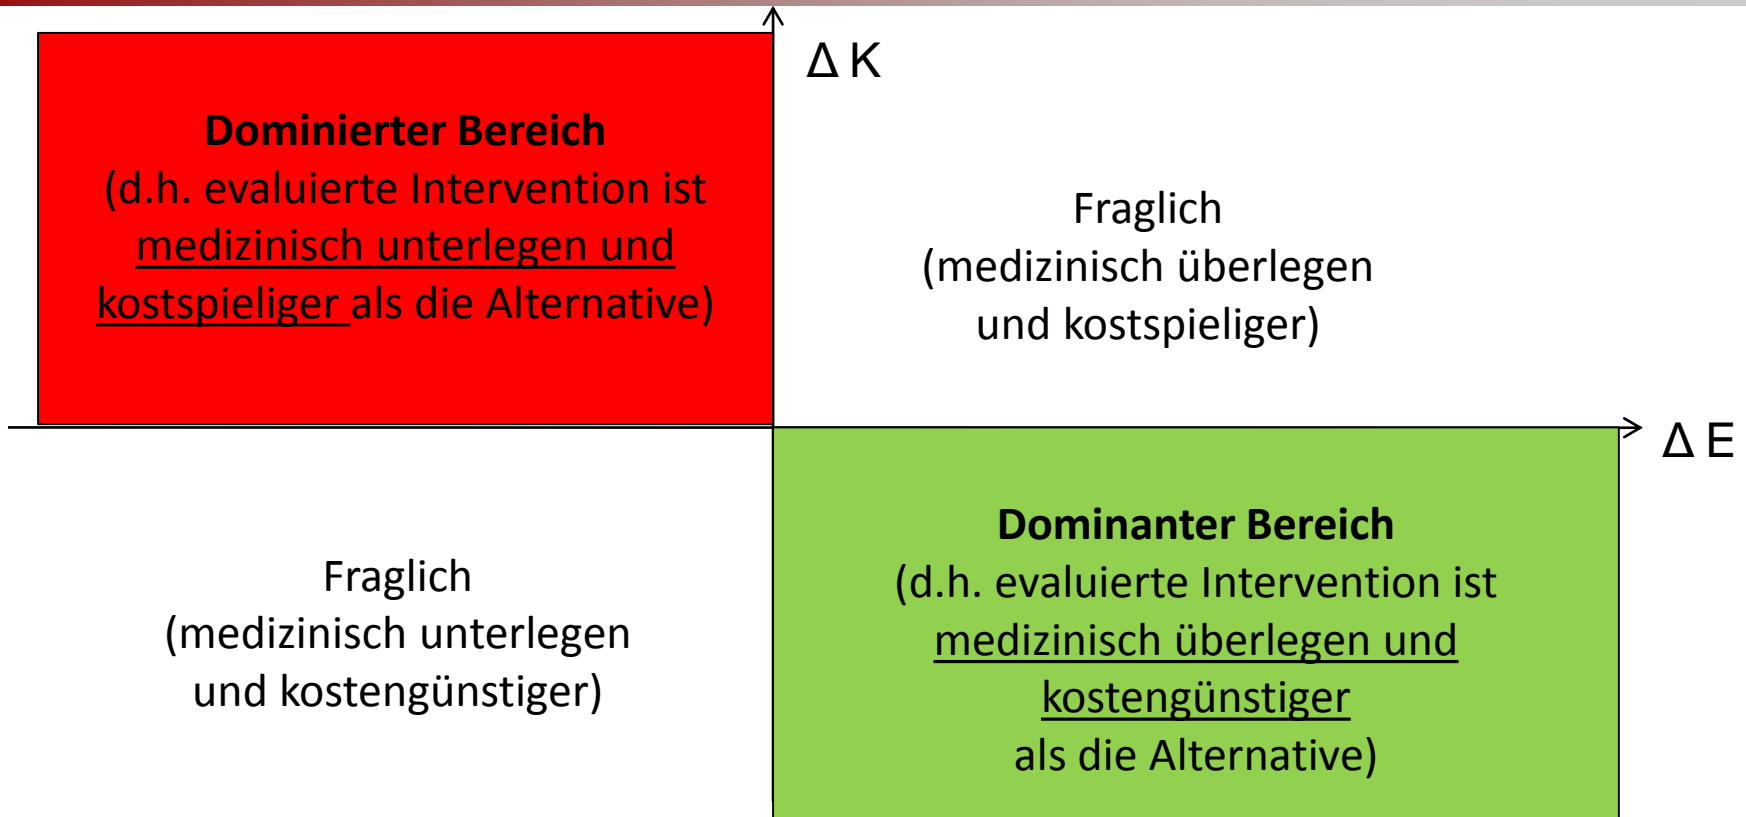 Δ K
Dominierter Bereich
(d.h. evaluierte Intervention ist
medizinisch unterlegen und
kostspieliger als die Alternative)
Fraglich
(medizinisch überlegen
und kostspieliger)
Δ E
Fraglich
(medizinisch unterlegen
und kostengünstiger)
Dominanter Bereich
(d.h. evaluierte Intervention ist
medizinisch überlegen und
kostengünstiger
als die Alternative)